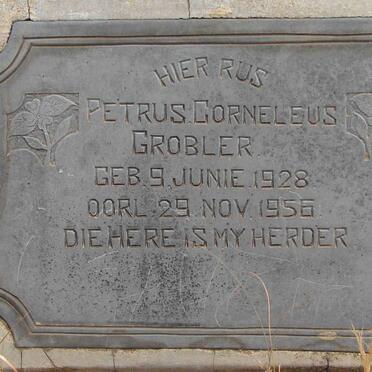 HIER RUS
PETRUS CORNELEUS
GROBLER.
GEB. 9. JUNIE. 1928
OORL. 29. NOV. 1956
DIE HERE IS MY HERDER